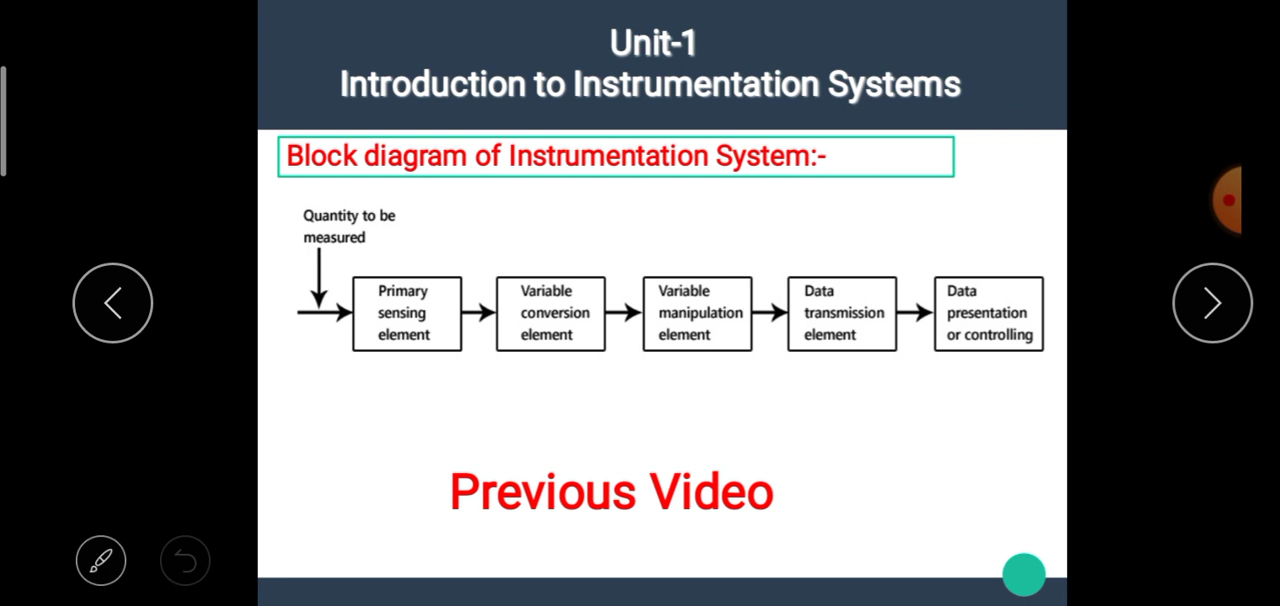 Unit-1
Introduction to Instrumentation Systems
Block diagram of Instrumentation System:-
Quantity to be
measured
Primary
sensing
element
Variable
conversion
element
Variable
manipulation
element
Data
transmission
element
Data
presentation
or controlling
Previous Video